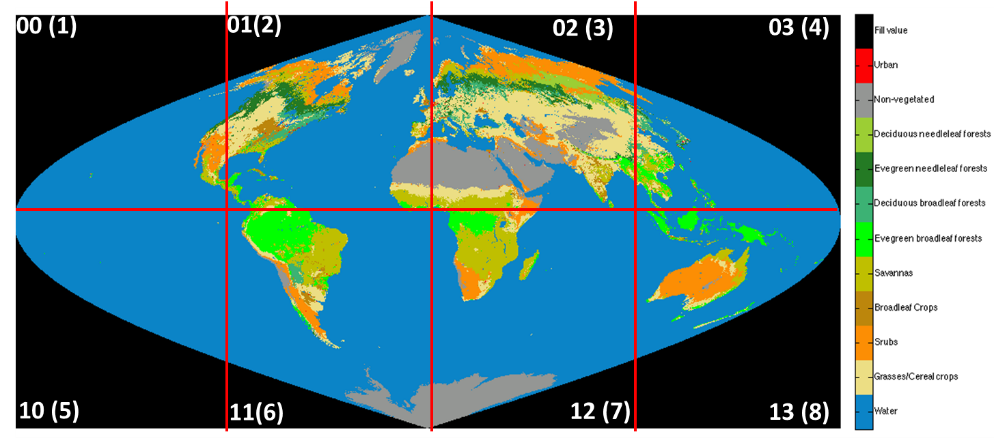 00 (1)
01(2)
02 (3)
03 (4)
10 (5)
11(6)
12 (7)
13 (8)
Fill value
Urban
Non-vegetated
Deciduous needleleaf forests
Evegreen needleleaf forests
Deciduous broadleaf forests
Evegreen broadleaf forests
Savannas
Broadleaf Crops
Srubs
Grasses/Cereal crops
Water